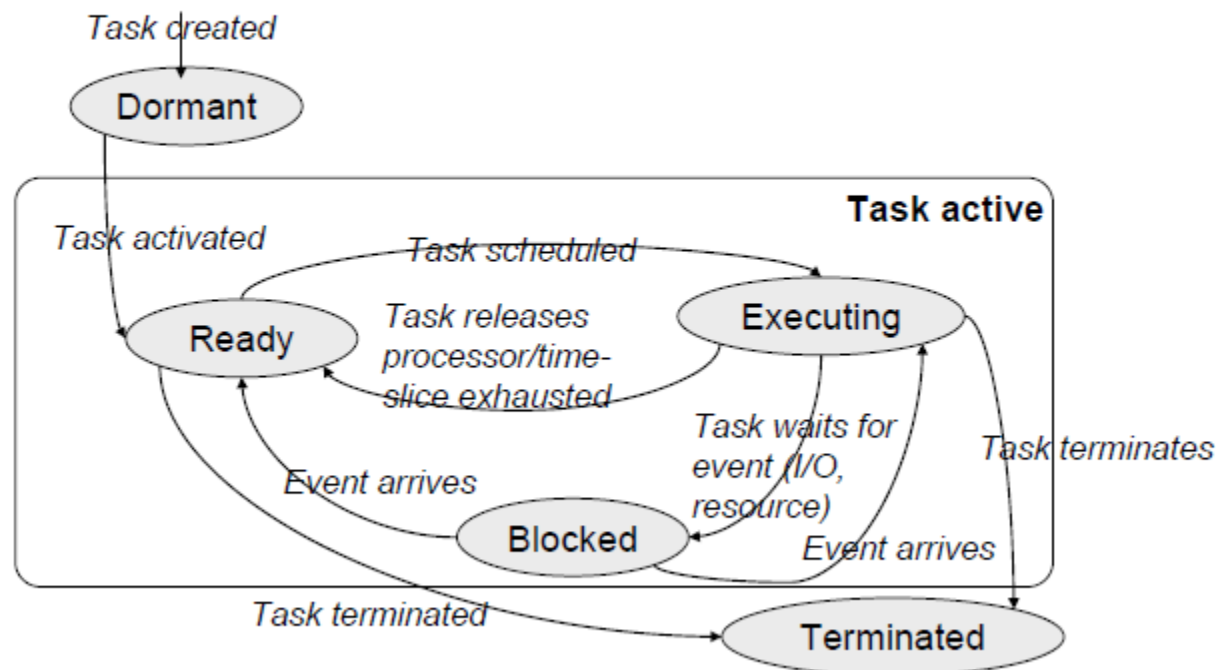 Task created
Dormant
Task active
Task activated
Task scheduled
Ready
Task releases
processor/time-
slice exhausted
Executing
Task waits for
event (I/O,
resource)
Task terminates
Event arrives
Blocked
Event arrives
Task terminated
Terminated